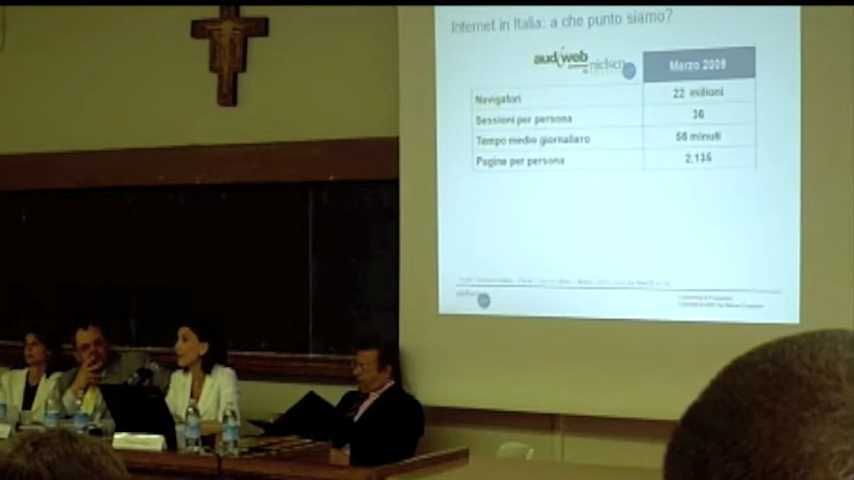 Internet in Italia: a che punto siamo?
audiweb nielsen
Marzo 2009
Navigatori 22 milioni
Sessioni per persona 36
Tempo medio giornaliero 56 minuti
Pagine per persona 2.135
nielsen